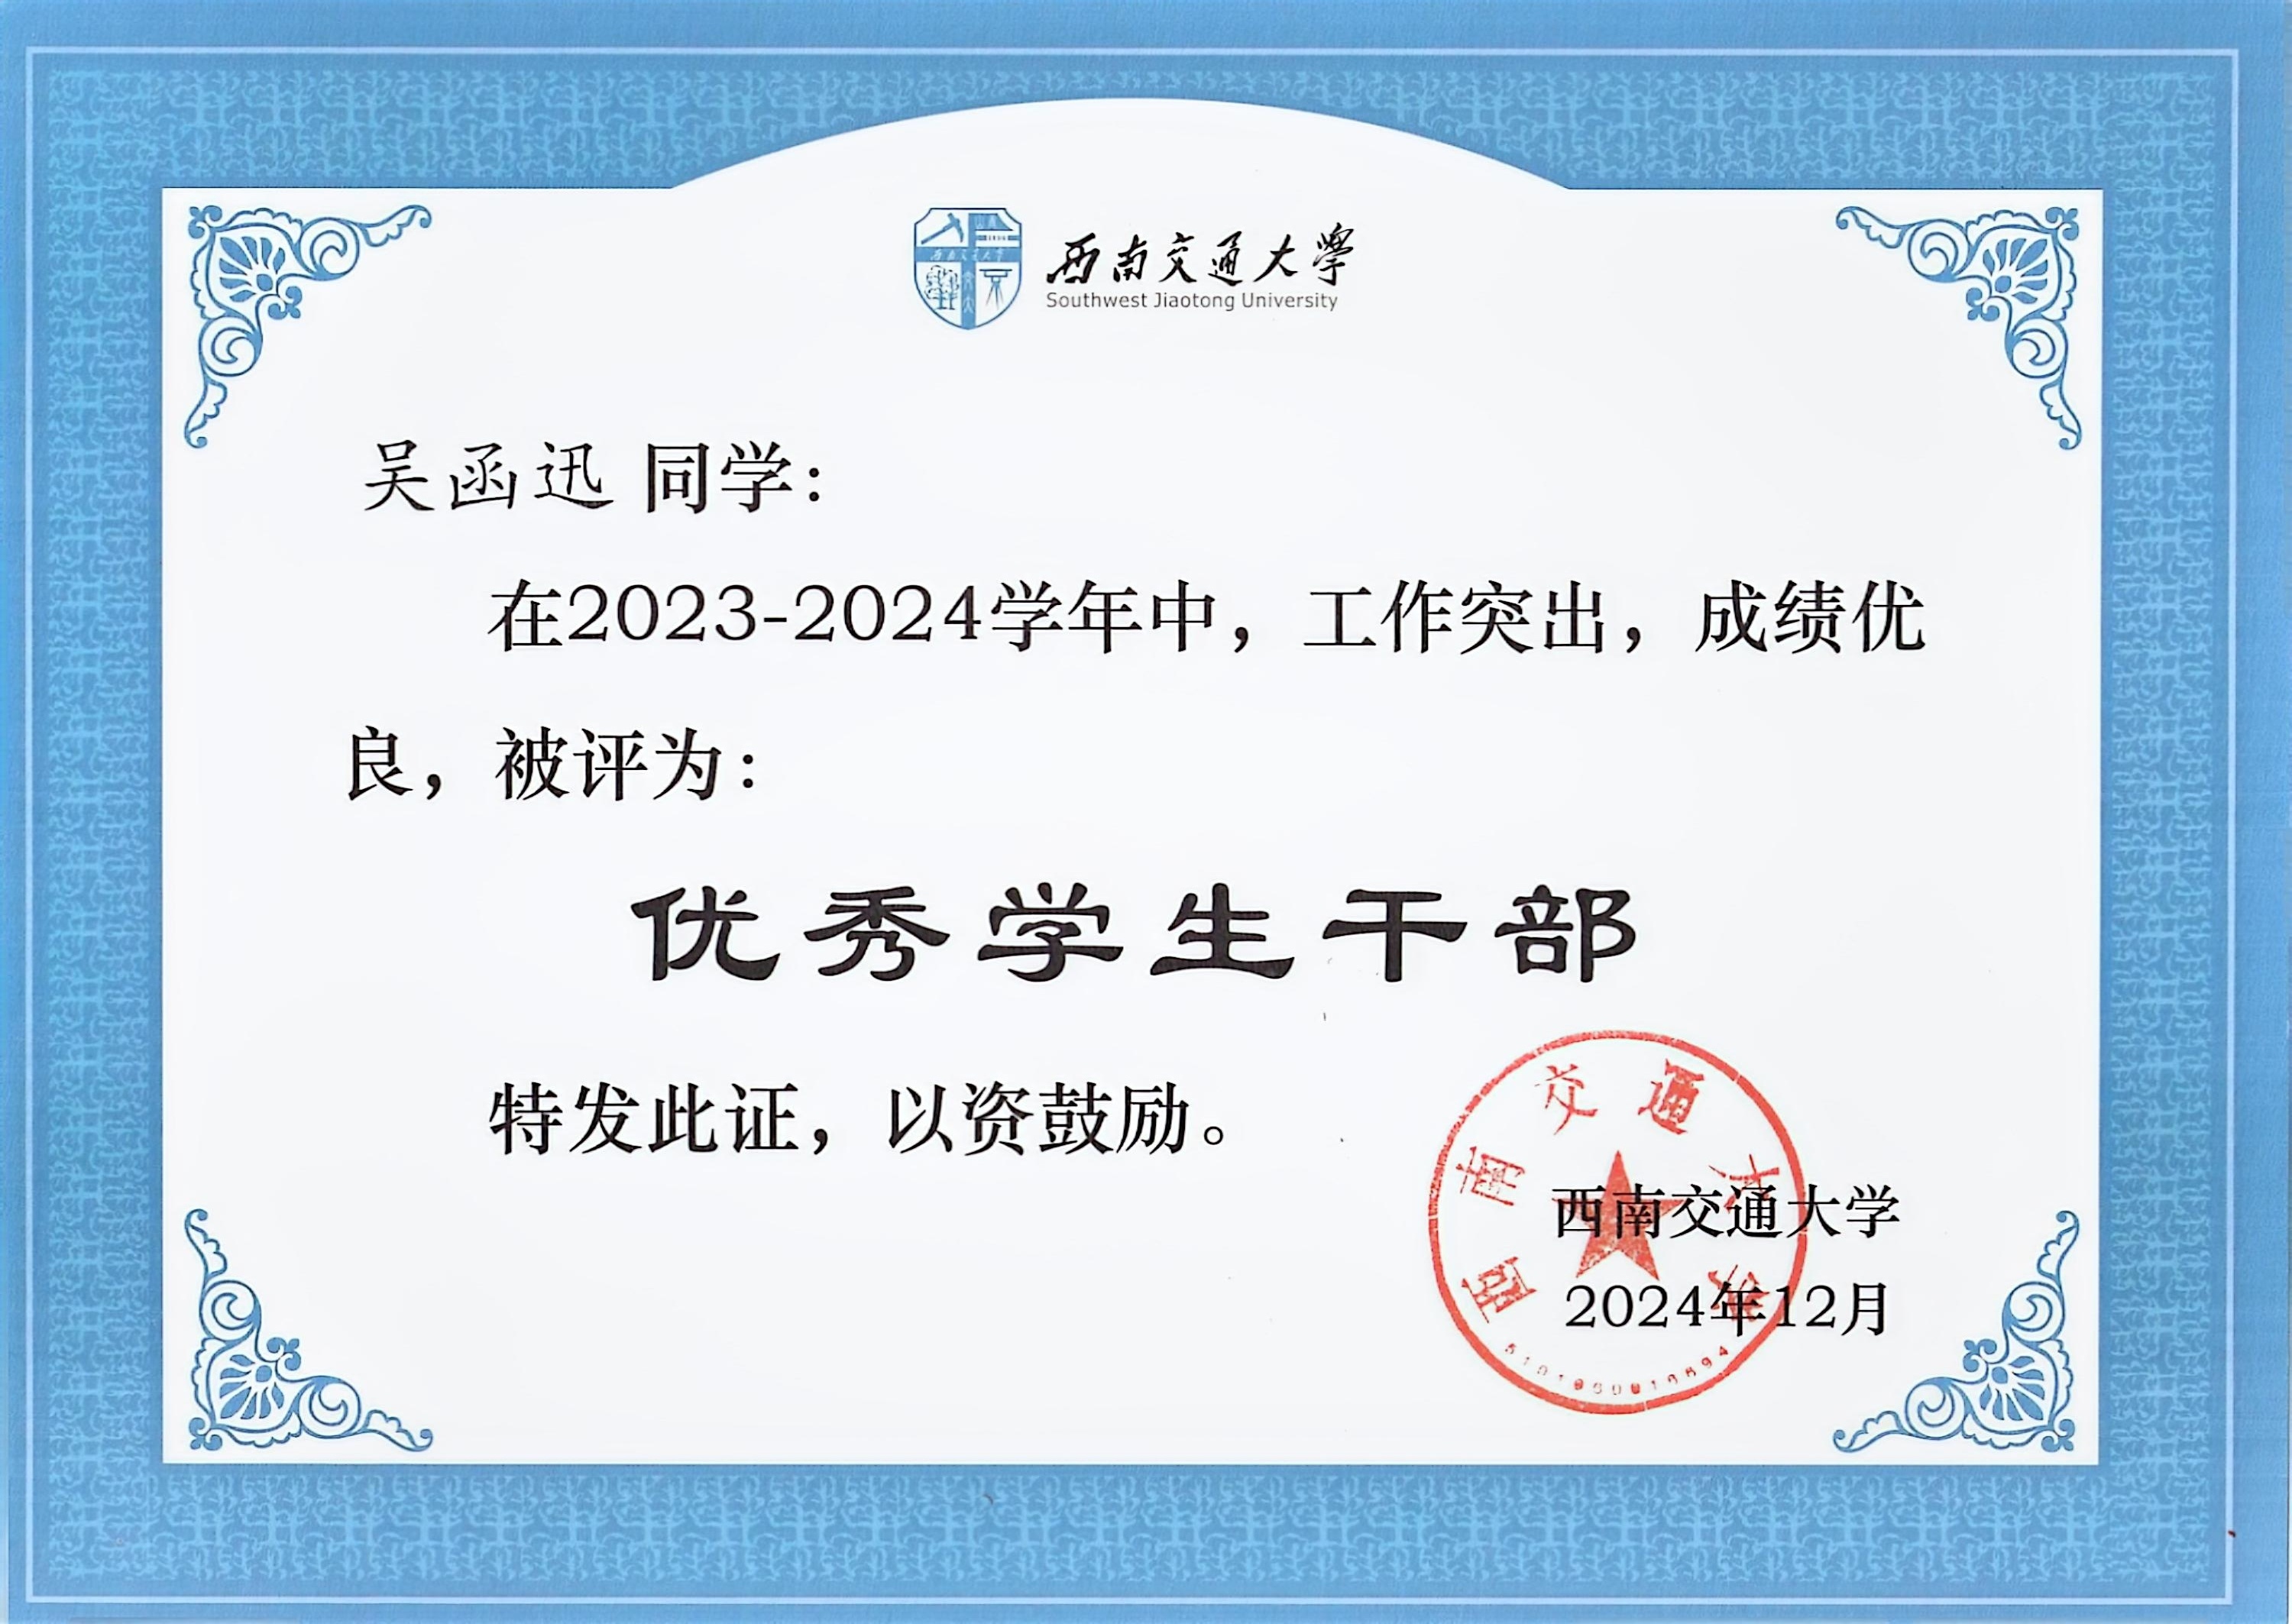 西南交通大学
Southwest Jiaotong University
吴函迅 同学：
在2023-2024学年中，工作突出，成绩优
良，被评为：
优秀学生干部
特发此证，以资鼓励。
西南交通大学
西南交通大学
2024年12月